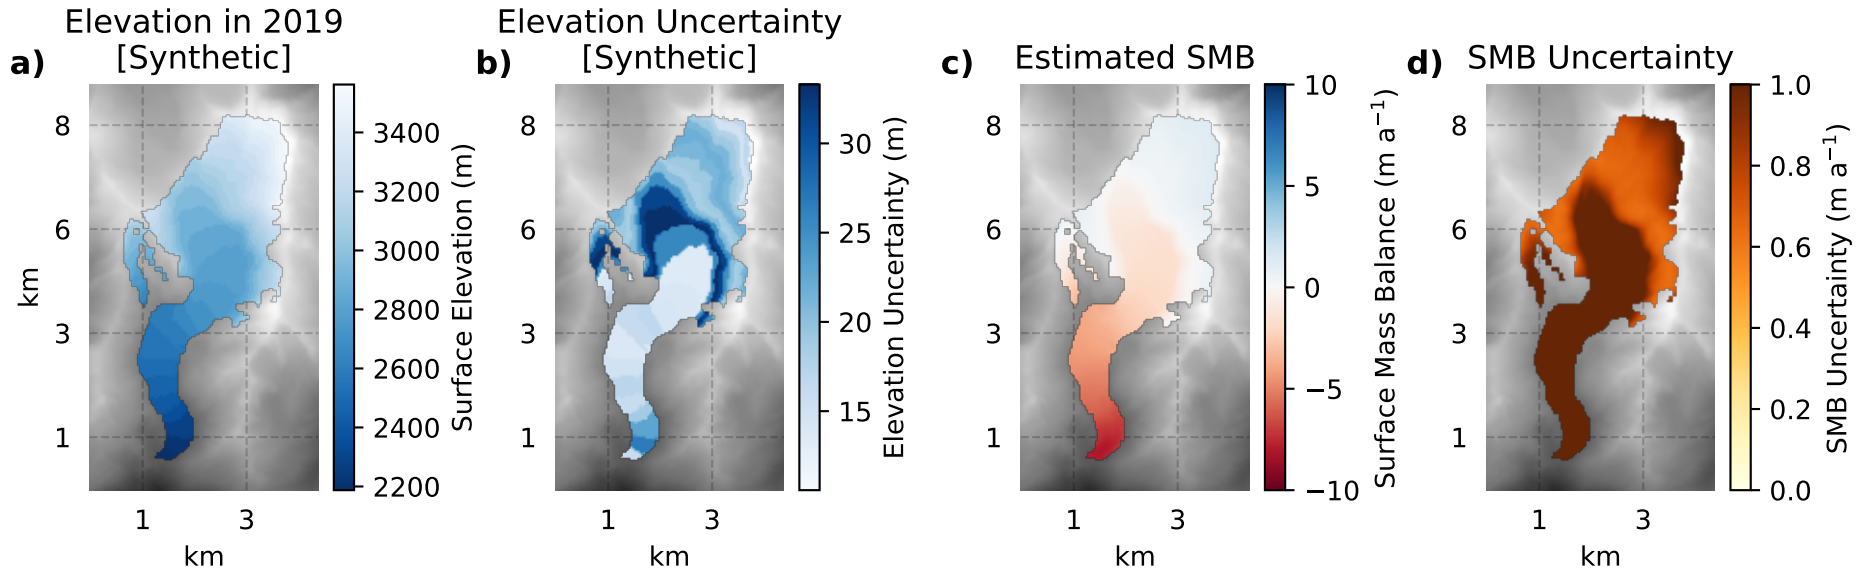 a)
Elevation in 2019
[Synthetic]
8
6
3
1
km
1
3
km
3400
3200
3000
2800
2600
2400
2200
Surface Elevation (m)
b)
Elevation Uncertainty
[Synthetic]
8
6
3
1
1
3
km
30
25
20
15
Elevation Uncertainty (m)
c)
Estimated SMB
8
6
3
1
1
3
km
10
5
0
−5
−10
Surface Mass Balance (m a⁻¹)
d)
SMB Uncertainty
8
6
3
1
1
3
km
1.0
0.8
0.6
0.4
0.2
0.0
SMB Uncertainty (m a⁻¹)